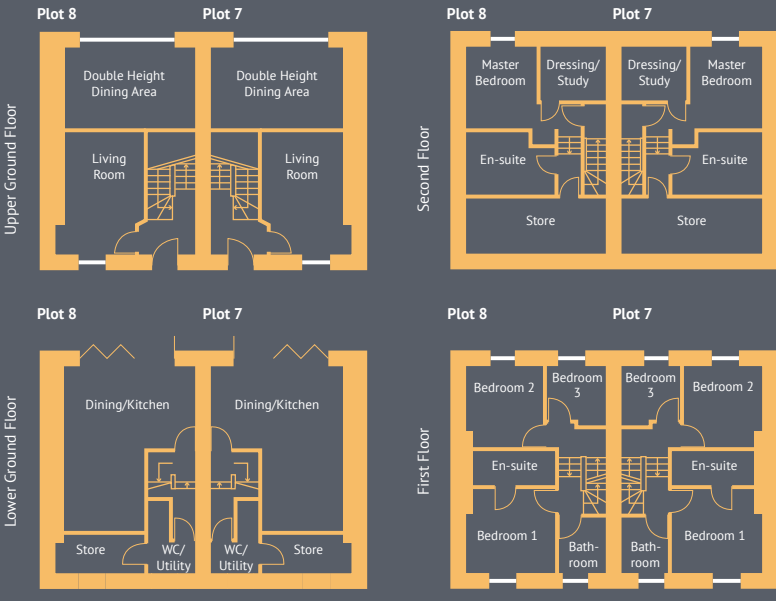 Plot 8 Plot 7
Upper Ground Floor
Double Height Double Height
Dining Area Dining Area
Living Living
Room Room
Plot 8 Plot 7
Second Floor
Master Dressing/ Dressing/ Master
Bedroom Study Study Bedroom
En-suite En-suite
Store Store
Plot 8 Plot 7
Lower Ground Floor
Dining/Kitchen Dining/Kitchen
Store WC/ WC/ Store
Utility Utility
Plot 8 Plot 7
First Floor
Bedroom 2 Bedroom Bedroom Bedroom 2
3 3
En-suite En-suite
Bedroom 1 Bath- Bath- Bedroom 1
room room